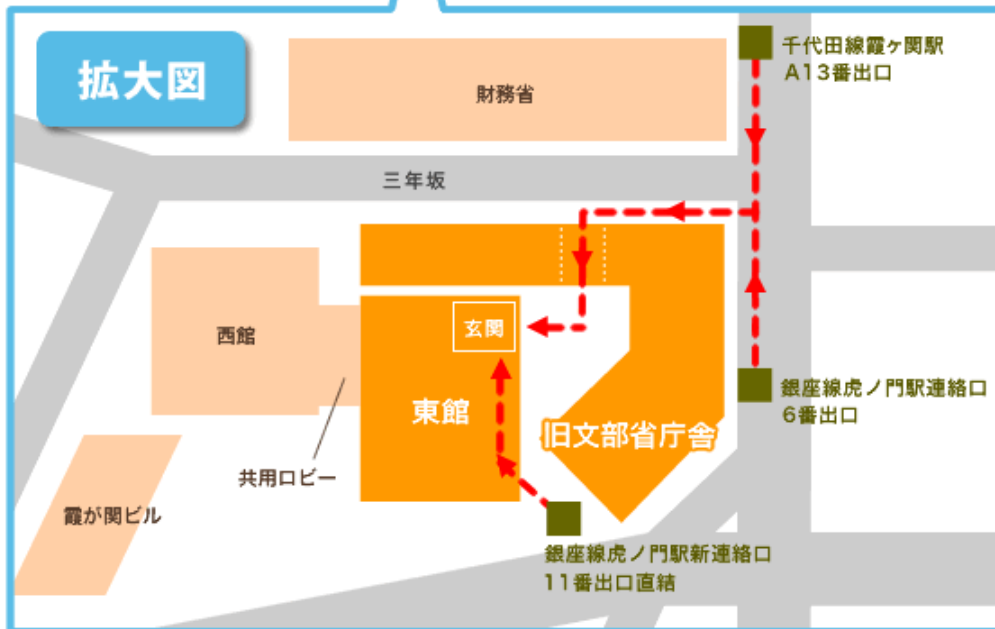 拡大図
千代田線霞ヶ関駅
A13番出口
財務省
三年坂
西館
玄関
東館
旧文部省庁舎
銀座線虎ノ門駅連絡口
6番出口
共用ロビー
霞が関ビル
銀座線虎ノ門駅新連絡口
11番出口直結